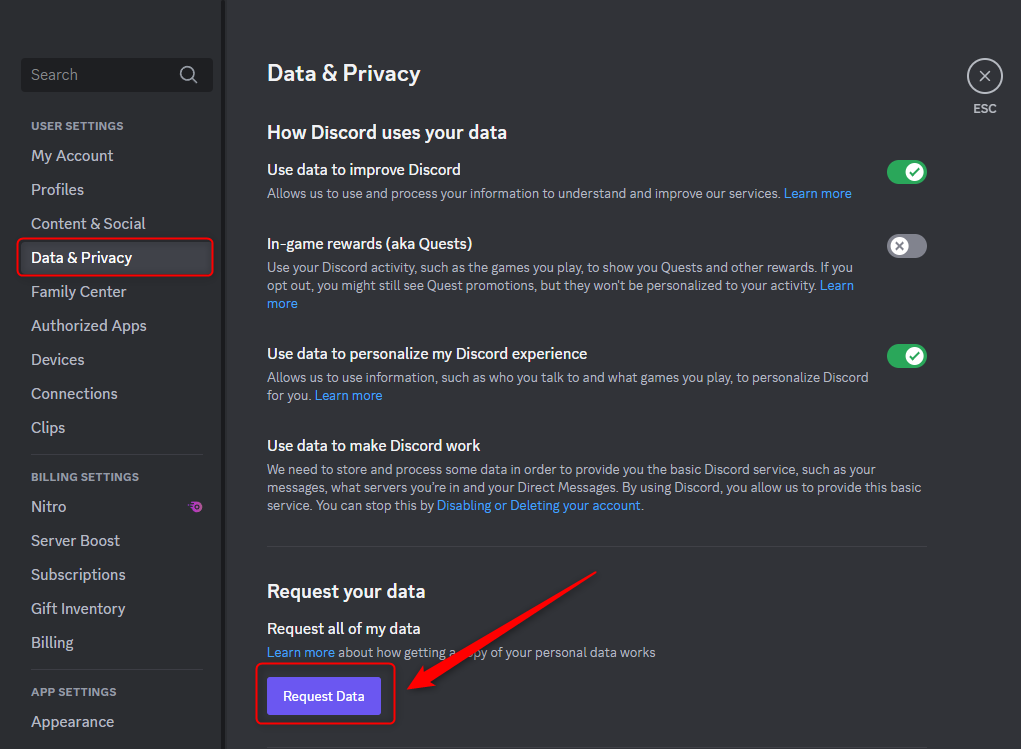 Search
USER SETTINGS
My Account
Profiles
Content & Social
Data & Privacy
Family Center
Authorized Apps
Devices
Connections
Clips
BILLING SETTINGS
Nitro
Server Boost
Subscriptions
Gift Inventory
Billing
APP SETTINGS
Appearance
Data & Privacy
ESC
How Discord uses your data
Use data to improve Discord
Allows us to use and process your information to understand and improve our services. Learn more
In-game rewards (aka Quests)
Use your Discord activity, such as the games you play, to show you Quests and other rewards. If you
opt out, you might still see Quest promotions, but they won't be personalized to your activity. Learn
more
Use data to personalize my Discord experience
Allows us to use information, such as who you talk to and what games you play, to personalize Discord
for you. Learn more
Use data to make Discord work
We need to store and process some data in order to provide you the basic Discord service, such as your
messages, what servers you're in and your Direct Messages. By using Discord, you allow us to provide this basic
service. You can stop this by Disabling or Deleting your account.
Request your data
Request all of my data
Learn more about how getting a copy of your personal data works
Request Data